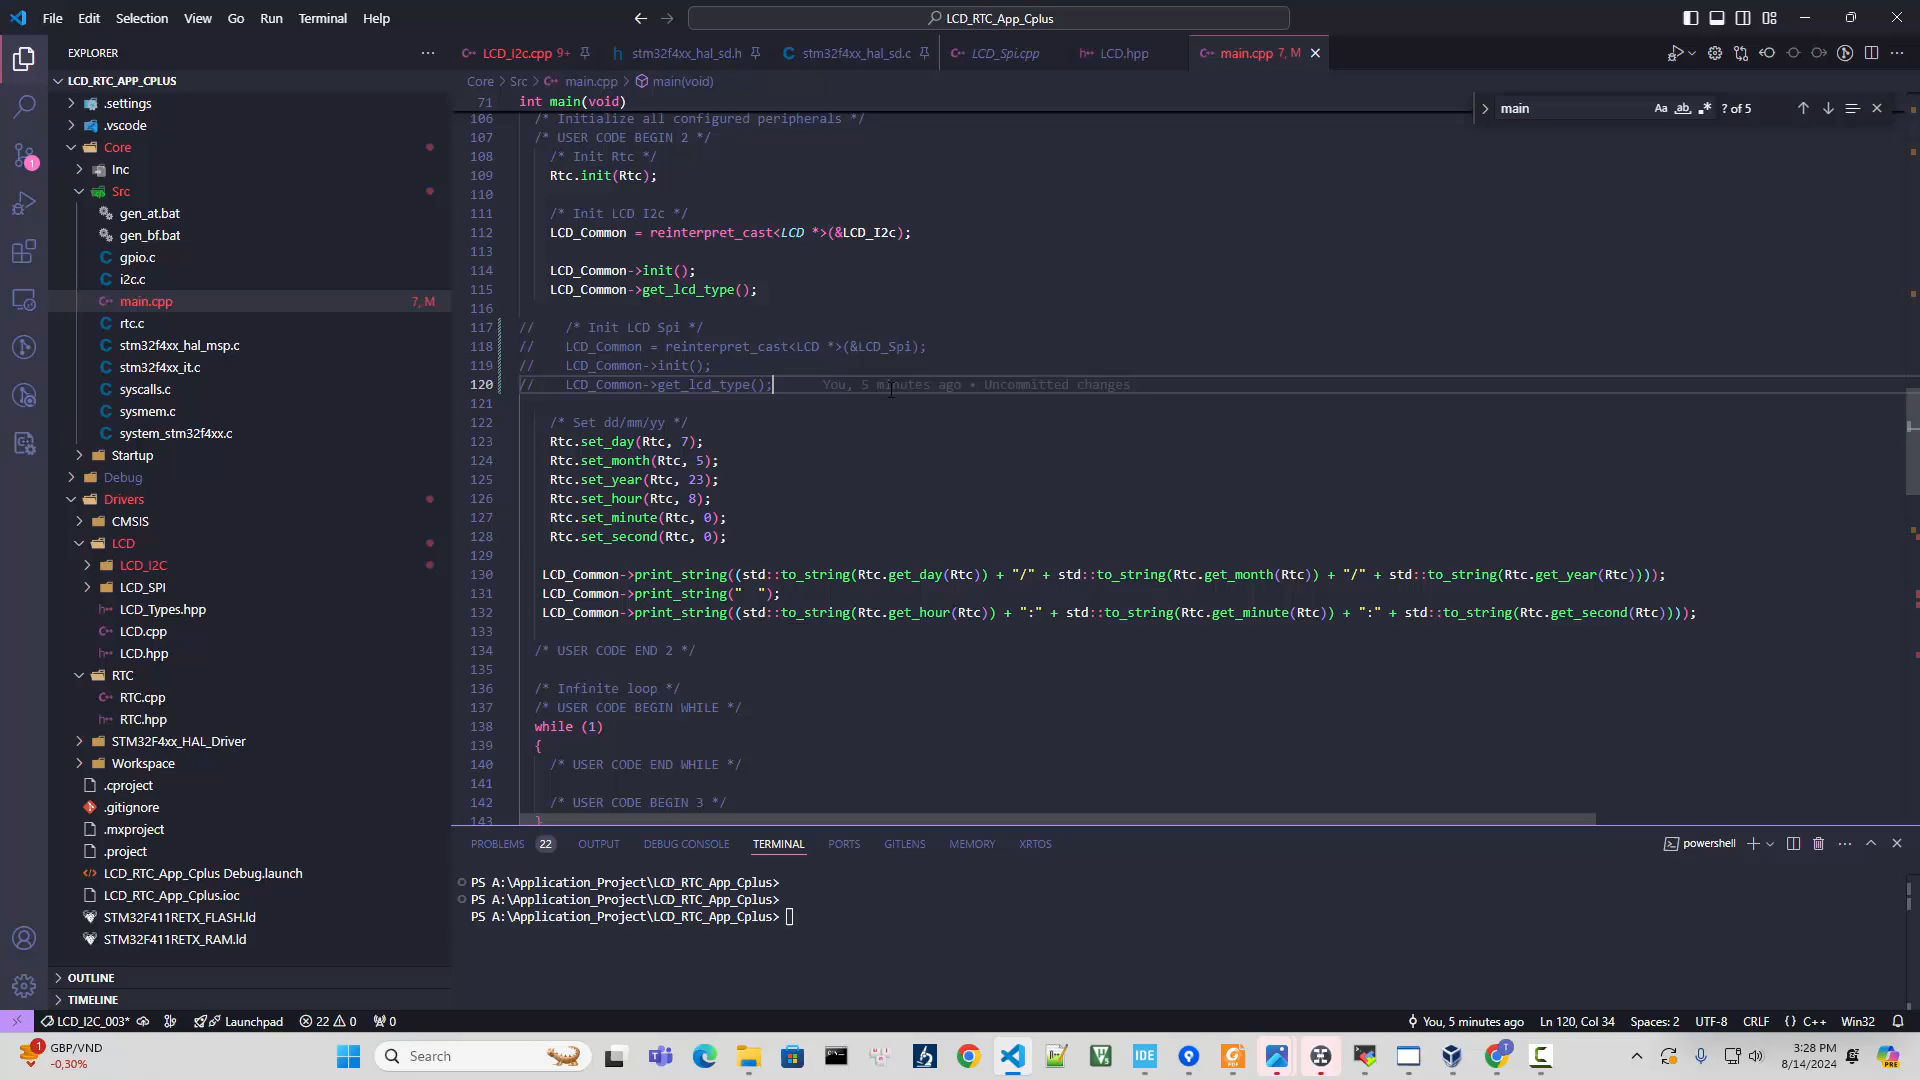 File Edit Selection View Go Run Terminal Help
LCD_RTC_App_Cplus
EXPLORER
LCD_I2c.cpp 9+
stm32f4xx_hal_sd.h
stm32f4xx_hal_sd.c
LCD_Spi.cpp
LCD.hpp
main.cpp 7, M
LCD_RTC_APP_CPLUS
.settings
.vscode
Core
Inc
Src
gen_at.bat
gen_bf.bat
gpio.c
i2c.c
main.cpp 7, M
rtc.c
stm32f4xx_hal_msp.c
stm32f4xx_it.c
syscalls.c
sysmem.c
system_stm32f4xx.c
Startup
Debug
Drivers
CMSIS
LCD
LCD_I2C
LCD_SPI
LCD_Types.hpp
LCD.cpp
LCD.hpp
RTC
RTC.cpp
RTC.hpp
STM32F4xx_HAL_Driver
Workspace
.cproject
.gitignore
.mxproject
.project
LCD_RTC_App_Cplus Debug.launch
LCD_RTC_App_Cplus.ioc
STM32F411RETX_FLASH.ld
STM32F411RETX_RAM.ld
OUTLINE
TIMELINE
Core > Src > main.cpp > main(void)
main
Aa ab ? of 5
71 int main(void)
106 /* Initialize all configured peripherals */
107 /* USER CODE BEGIN 2 */
108 /* Init Rtc */
109 Rtc.init(Rtc);
110
111 /* Init LCD I2c */
112 LCD_Common = reinterpret_cast<LCD *>(&LCD_I2c);
113
114 LCD_Common->init();
115 LCD_Common->get_lcd_type();
116
117 // /* Init LCD Spi */
118 // LCD_Common = reinterpret_cast<LCD *>(&LCD_Spi);
119 // LCD_Common->init();
120 // LCD_Common->get_lcd_type(); You, 5 minutes ago • Uncommitted changes
121
122 /* Set dd/mm/yy */
123 Rtc.set_day(Rtc, 7);
124 Rtc.set_month(Rtc, 5);
125 Rtc.set_year(Rtc, 23);
126 Rtc.set_hour(Rtc, 8);
127 Rtc.set_minute(Rtc, 0);
128 Rtc.set_second(Rtc, 0);
129
130 LCD_Common->print_string((std::to_string(Rtc.get_day(Rtc)) + "/" + std::to_string(Rtc.get_month(Rtc)) + "/" + std::to_string(Rtc.get_year(Rtc))));
131 LCD_Common->print_string("  ");
132 LCD_Common->print_string((std::to_string(Rtc.get_hour(Rtc)) + ":" + std::to_string(Rtc.get_minute(Rtc)) + ":" + std::to_string(Rtc.get_second(Rtc))));
133
134 /* USER CODE END 2 */
135
136 /* Infinite loop */
137 /* USER CODE BEGIN WHILE */
138 while (1)
139 {
140 /* USER CODE END WHILE */
141
142 /* USER CODE BEGIN 3 */
143 }
PROBLEMS 22 OUTPUT DEBUG CONSOLE TERMINAL PORTS GITLENS MEMORY XRTOS
powershell
PS A:\Application_Project\LCD_RTC_App_Cplus>
PS A:\Application_Project\LCD_RTC_App_Cplus>
PS A:\Application_Project\LCD_RTC_App_Cplus>
LCD_I2C_003* Launchpad 22 0 0
You, 5 minutes ago Ln 120, Col 34 Spaces: 2 UTF-8 CRLF {} C++ Win32
GBP/VND
-0,30%
Search
3:28 PM
8/14/2024